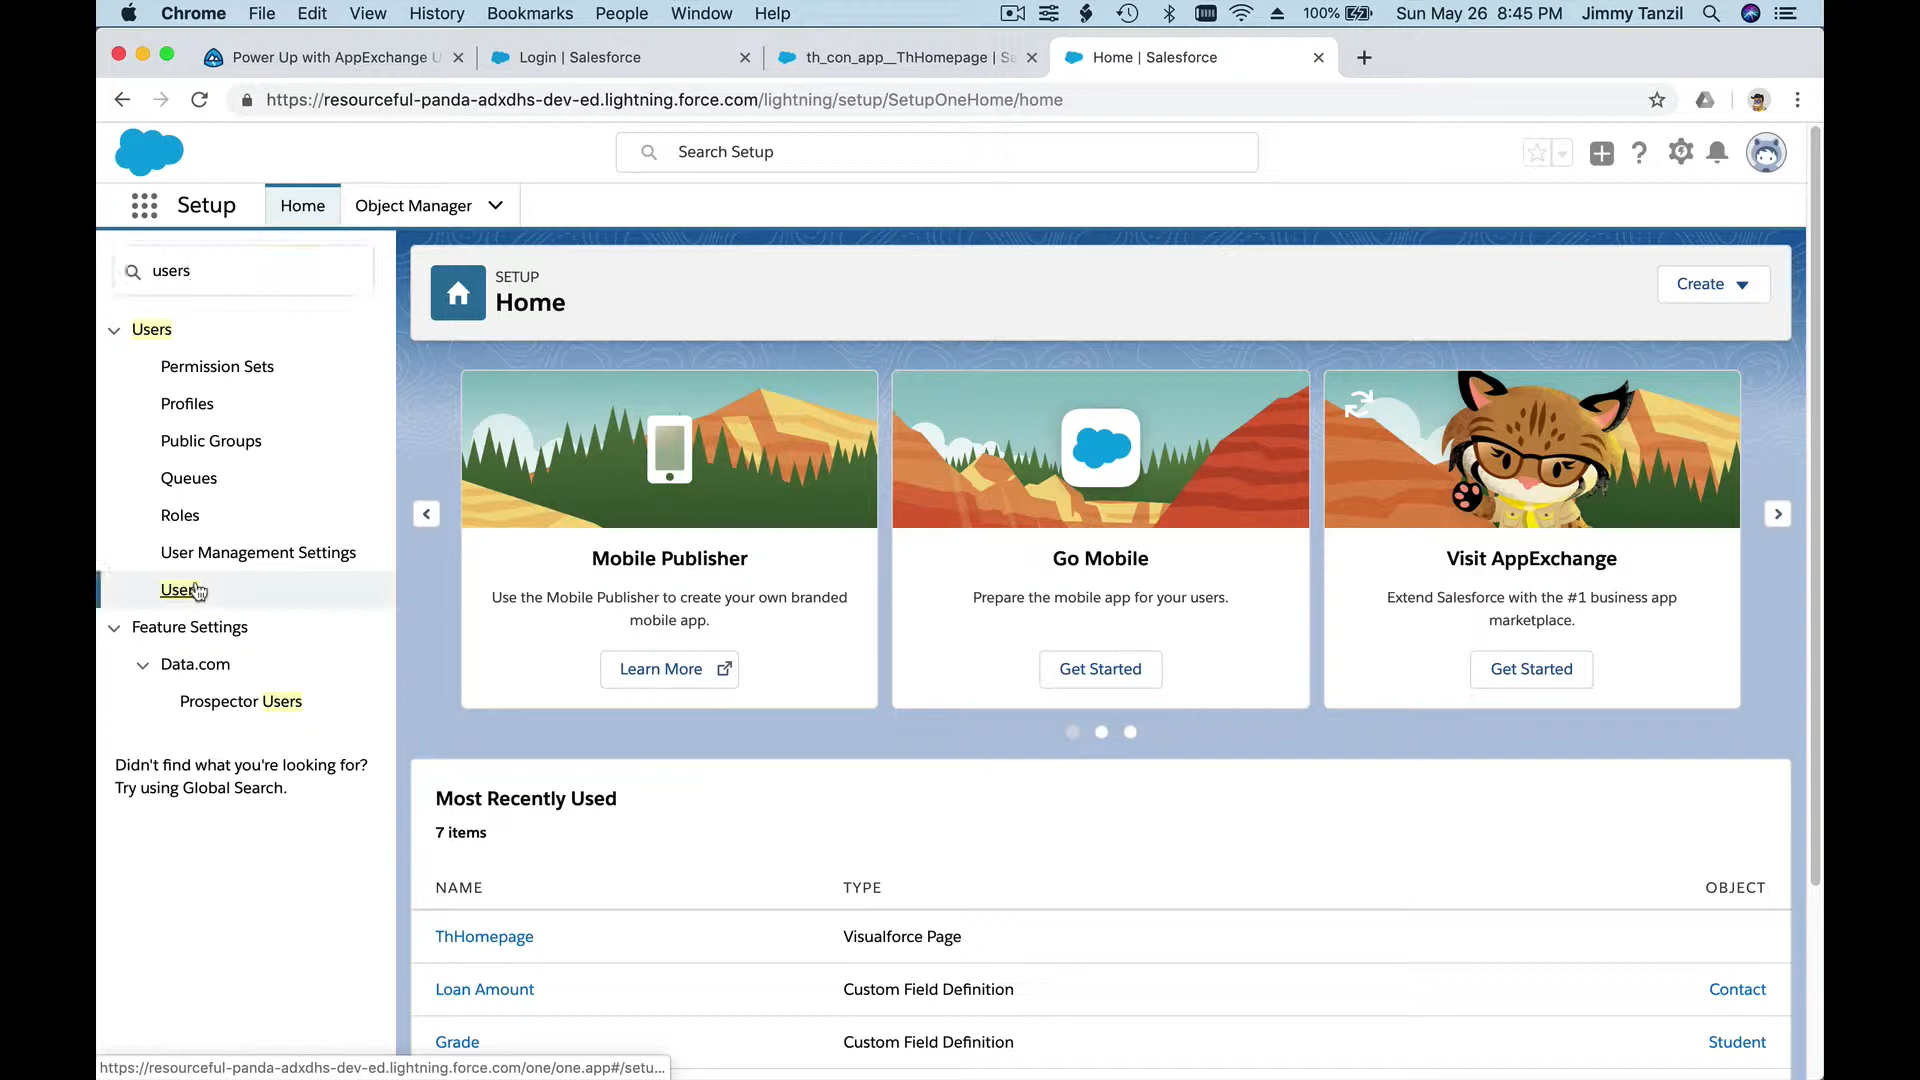 Chrome File Edit View History Bookmarks People Window Help 100% Sun May 26 8:45 PM Jimmy Tanzil
Power Up with AppExchange
Login | Salesforce
th_con_app__ThHomepage |
Home | Salesforce
https://resourceful-panda-adxdhs-dev-ed.lightning.force.com/lightning/setup/SetupOneHome/home
Search Setup
Setup
Home
Object Manager
users
Users
Permission Sets
Profiles
Public Groups
Queues
Roles
User Management Settings
Feature Settings
Data.com
Prospector Users
Didn't find what you're looking for?
Try using Global Search.
SETUP
Home
Create
Mobile Publisher
Use the Mobile Publisher to create your own branded
mobile app.
Learn More
Go Mobile
Prepare the mobile app for your users.
Get Started
Visit AppExchange
Extend Salesforce with the #1 business app
marketplace.
Get Started
Most Recently Used
7 items
NAME TYPE OBJECT
ThHomepage Visualforce Page
Loan Amount Custom Field Definition Contact
Grade Custom Field Definition Student
https://resourceful-panda-adxdhs-dev-ed.lightning.force.com/one/one.app#/setu...